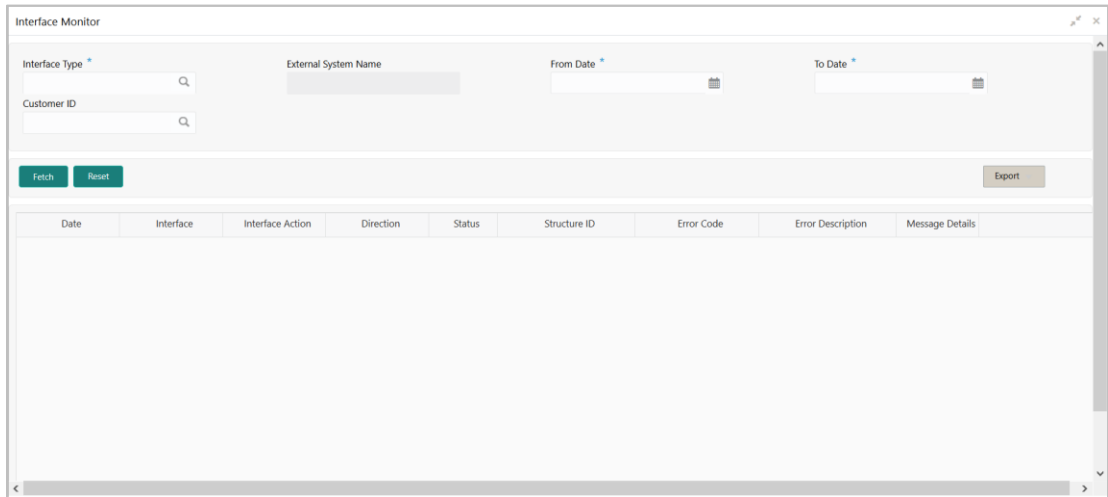 Interface Monitor
Interface Type *
External System Name
From Date *
To Date *
Customer ID
Fetch Reset Export
Date Interface Interface Action Direction Status Structure ID Error Code Error Description Message Details